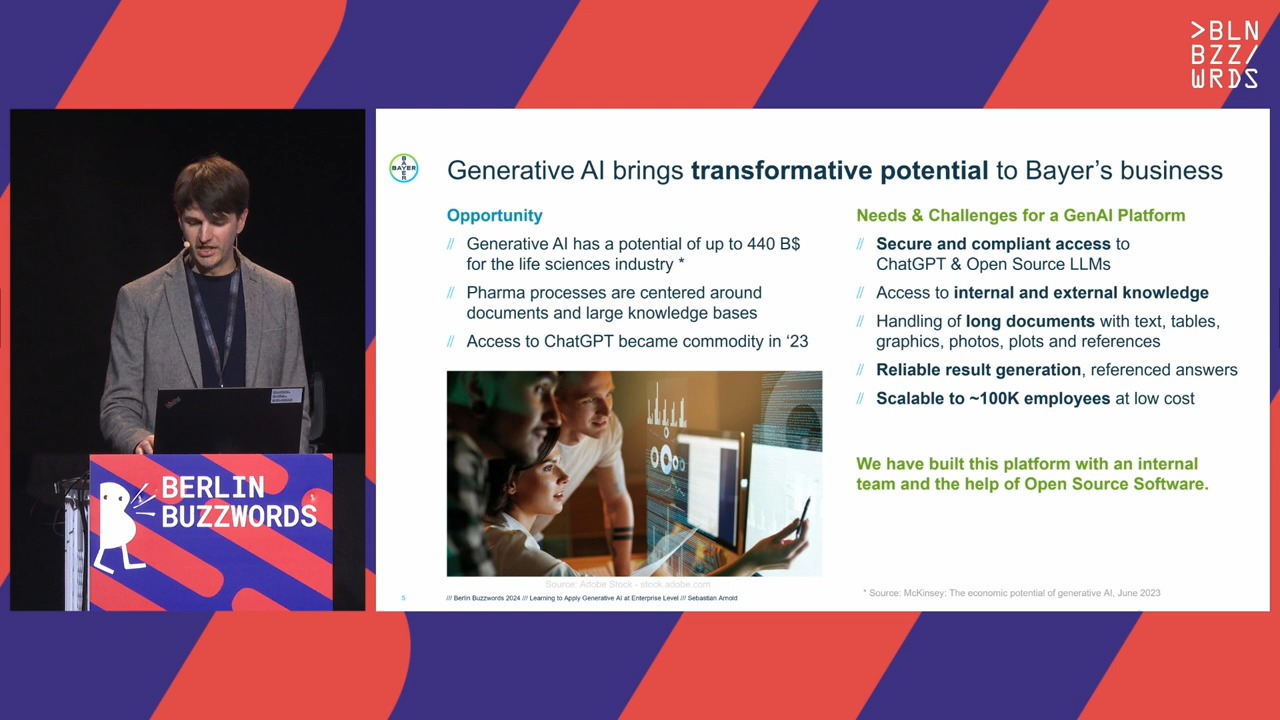 >BLN
BZZ/
WRDS
BAYER
BAYER
Generative AI brings transformative potential to Bayer's business
Opportunity
// Generative AI has a potential of up to 440 B$
for the life sciences industry *
// Pharma processes are centered around
documents and large knowledge bases
// Access to ChatGPT became commodity in ‘23
Source: Adobe Stock - stock.adobe.com
Needs & Challenges for a GenAI Platform
// Secure and compliant access to
ChatGPT & Open Source LLMs
// Access to internal and external knowledge
// Handling of long documents with text, tables,
graphics, photos, plots and references
// Reliable result generation, referenced answers
// Scalable to ~100K employees at low cost
We have built this platform with an internal
team and the help of Open Source Software.
* Source: McKinsey: The economic potential of generative AI, June 2023
5
/// Berlin Buzzwords 2024 /// Learning to Apply Generative AI at Enterprise Level /// Sebastian Arnold
BERLIN
BUZZWORDS